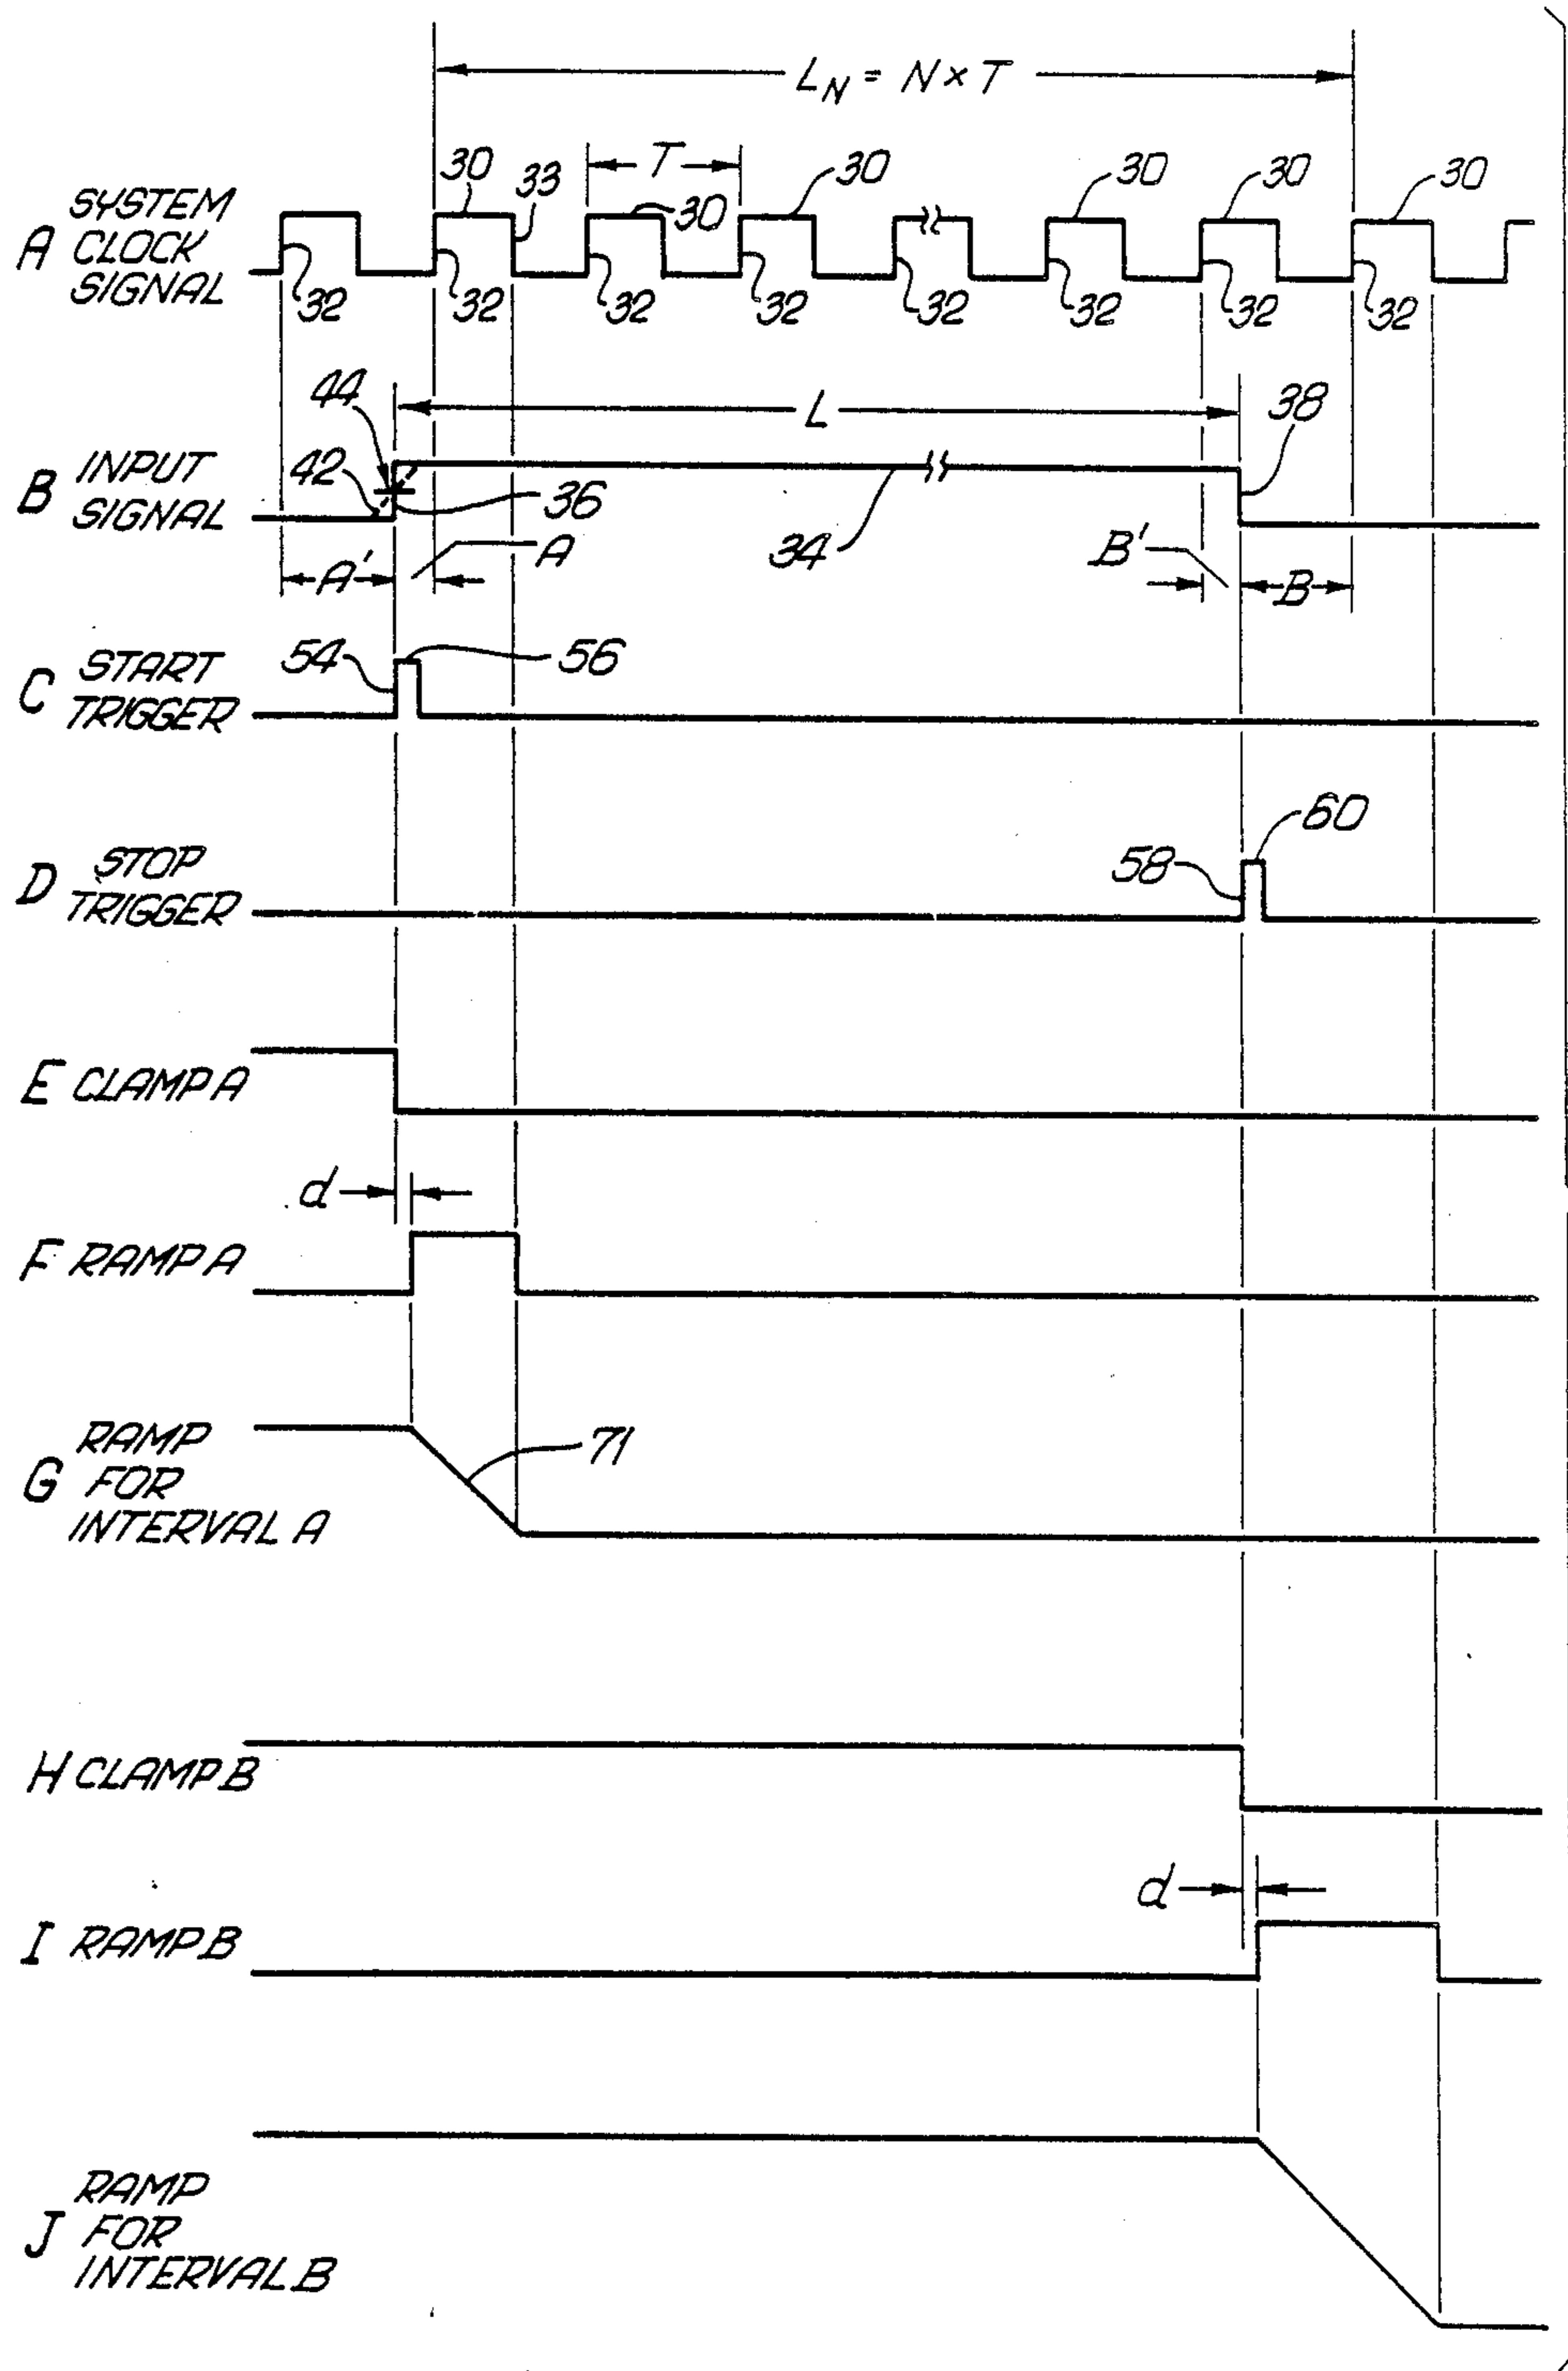 L_N = N × T
T
30 33 30 30 30 30 30
A SYSTEM
CLOCK
SIGNAL
32 32 32 32 32 32 32 32
44
L
38
B INPUT
SIGNAL
42
36
34
A'
A
B'
B
54
56
C START
TRIGGER
60
58
D STOP
TRIGGER
E CLAMP A
d
F RAMP A
71
G RAMP
FOR
INTERVAL A
H CLAMP B
d
I RAMP B
J RAMP
FOR
INTERVAL B